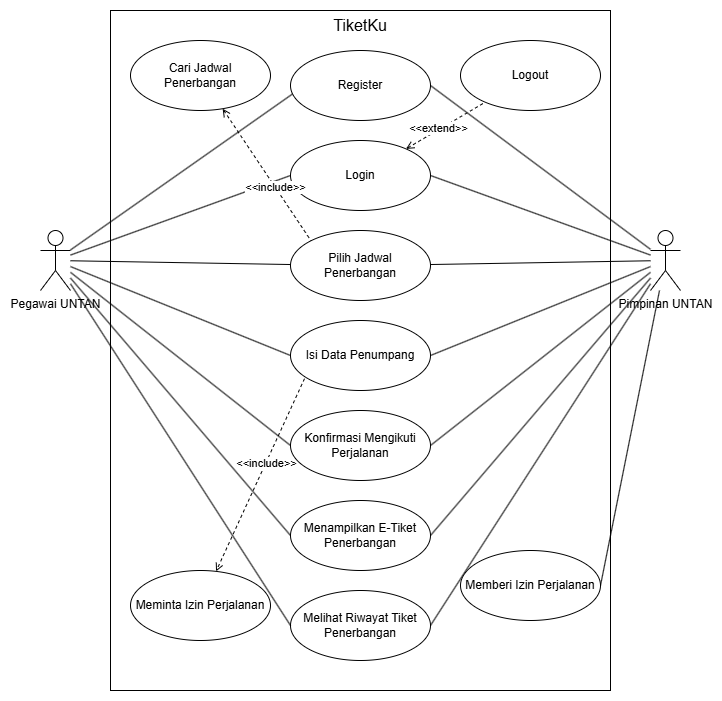 TiketKu
Cari Jadwal
Penerbangan
Register
Logout
<<extend>>
Login
<<include>>
Pilih Jadwal
Penerbangan
Pegawai UNTAN
Pimpinan UNTAN
Isi Data Penumpang
Konfirmasi Mengikuti
Perjalanan
<<include>>
Menampilkan E-Tiket
Penerbangan
Meminta Izin Perjalanan
Melihat Riwayat Tiket
Penerbangan
Memberi Izin Perjalanan